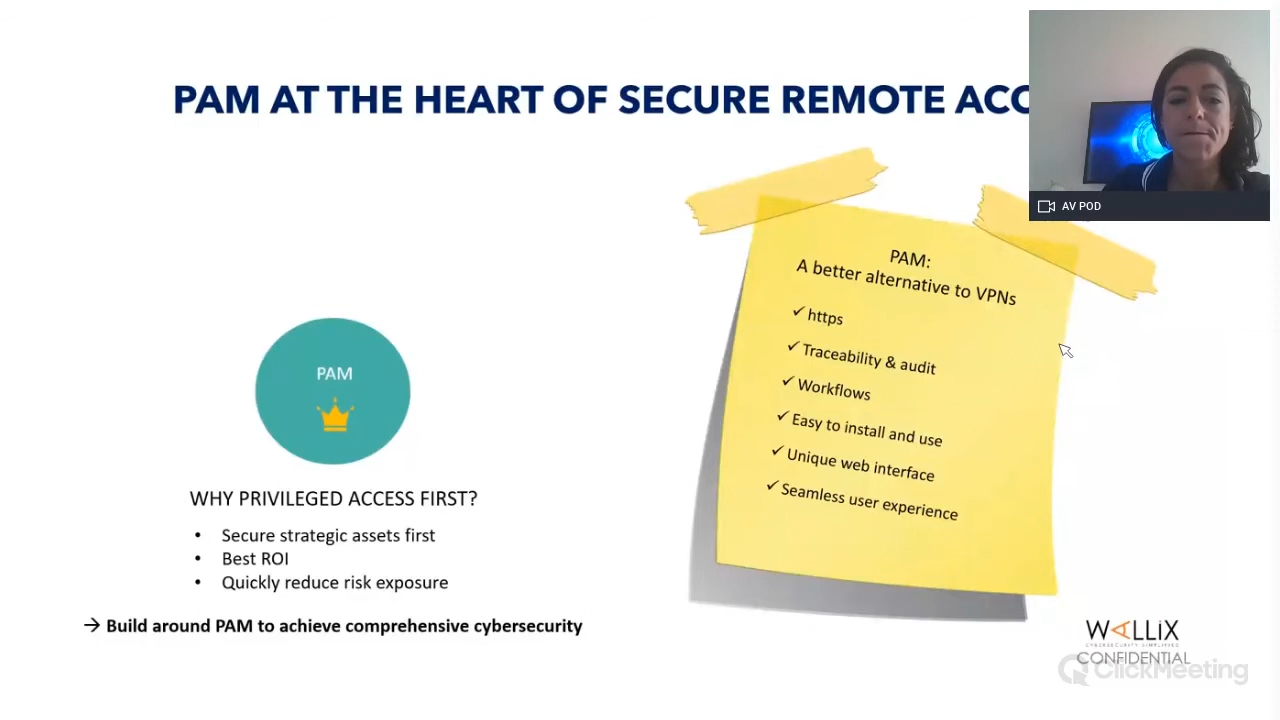 PAM AT THE HEART OF SECURE REMOTE ACC
AV POD
PAM:
A better alternative to VPNs
✓ https
✓ Traceability & audit
✓ Workflows
✓ Easy to install and use
✓ Unique web interface
✓ Seamless user experience
PAM
WHY PRIVILEGED ACCESS FIRST?
• Secure strategic assets first
• Best ROI
• Quickly reduce risk exposure
→ Build around PAM to achieve comprehensive cybersecurity
WALLIX
CYBERSECURITY SIMPLIFIED
CONFIDENTIAL
ClickMeeting